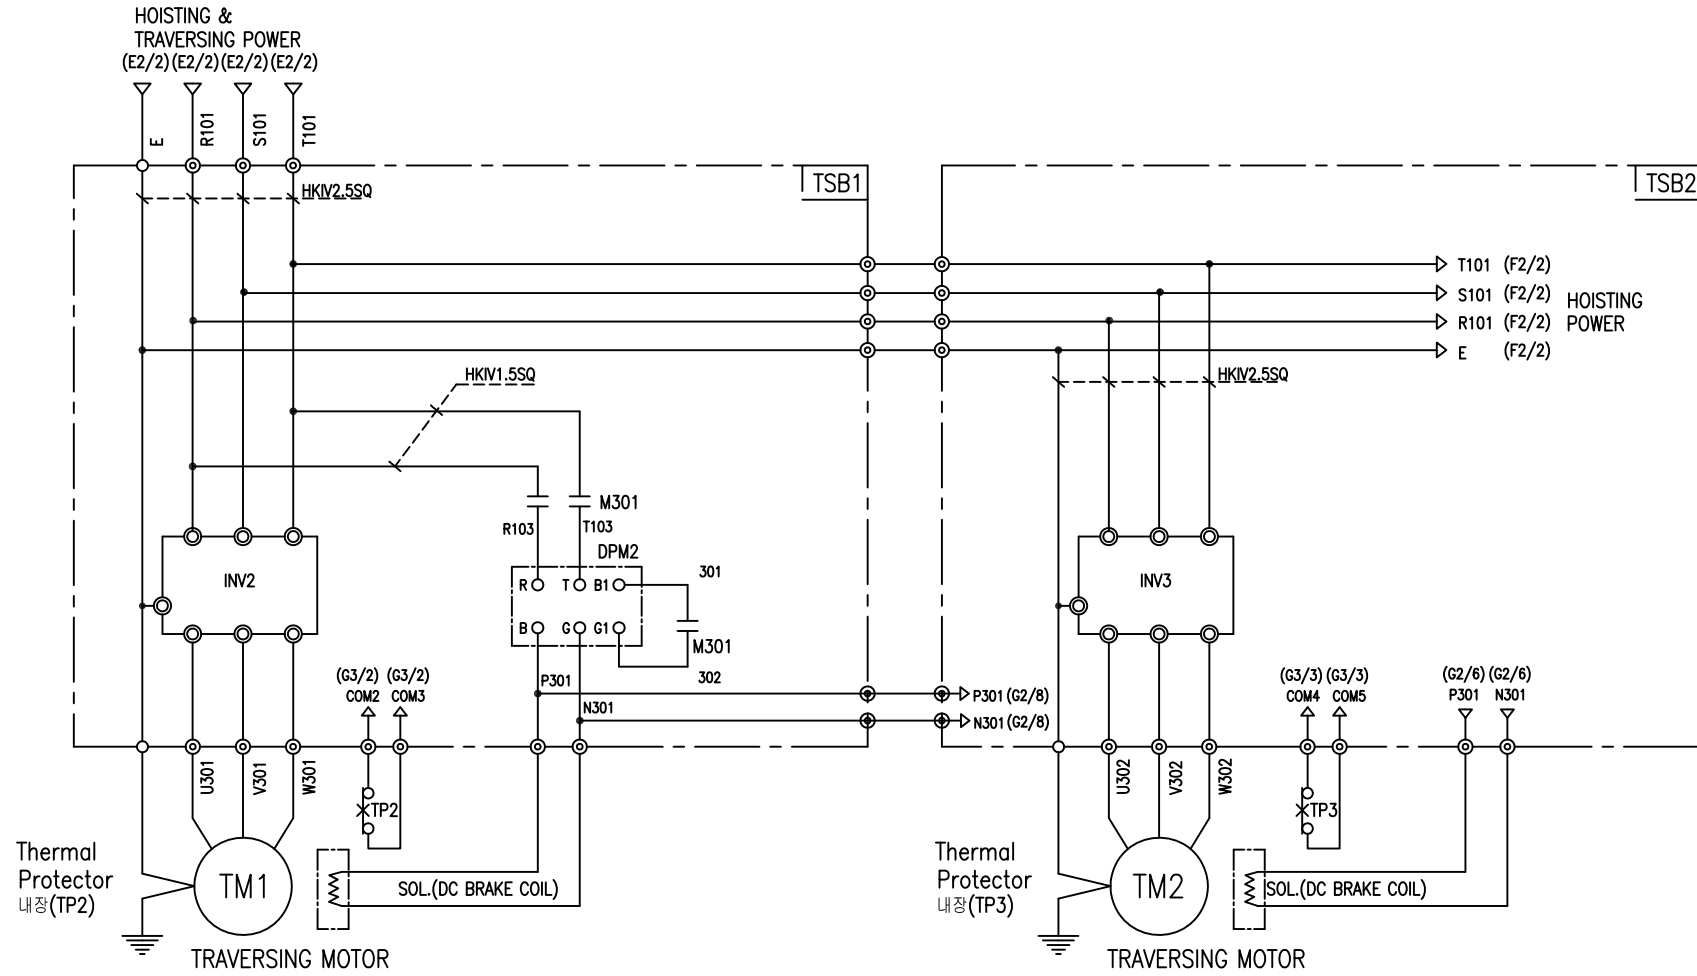 HOISTING &
TRAVERSING POWER
(E2/2) (E2/2) (E2/2) (E2/2)
E
R101
S101
T101
HKIV2.5SQ
TSB1
TSB2
T101 (F2/2)
S101 (F2/2)
R101 (F2/2)
E (F2/2)
HOISTING
POWER
HKIV1.5SQ
HKIV2.5SQ
M301
R103
T103
DPM2
R T B1
301
B G G1
M301
302
INV2
INV3
P301
N301
P301 (G2/8)
N301 (G2/8)
(G3/2) (G3/2)
COM2 COM3
(G3/3) (G3/3)
COM4 COM5
(G2/6) (G2/6)
P301 N301
U301
V301
W301
TP2
U302
V302
W302
TP3
Thermal
Protector
내장(TP2)
TM1
SOL.(DC BRAKE COIL)
TRAVERSING MOTOR
Thermal
Protector
내장(TP3)
TM2
SOL.(DC BRAKE COIL)
TRAVERSING MOTOR